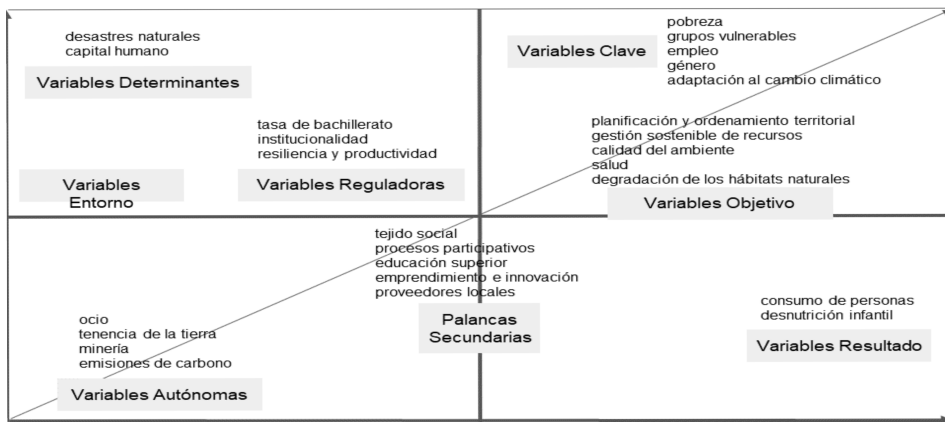 desastres naturales
capital humano
Variables Determantes
tasa de bachillerato
institucionalidad
resiliencia y productividad
Variables
Entorno
Variables Reguladoras
pobreza
grupos vulnerables
empleo
género
adaptación al cambio climático
Variables Clave
planificación y ordenamiento territorial
gestión sostenible de recursos
calidad del ambiente
salud
degradación de los hábitats naturales
Variables Objetivo
tejido social
procesos participativos
educación superior
emprendimiento e innovación
proveedores locales
Palancas
Secundarias
ocio
tenencia de la tierra
minería
emisiones de carbono
Variables Autónomas
consumo de personas
desnutrición infantil
Variables Resultado